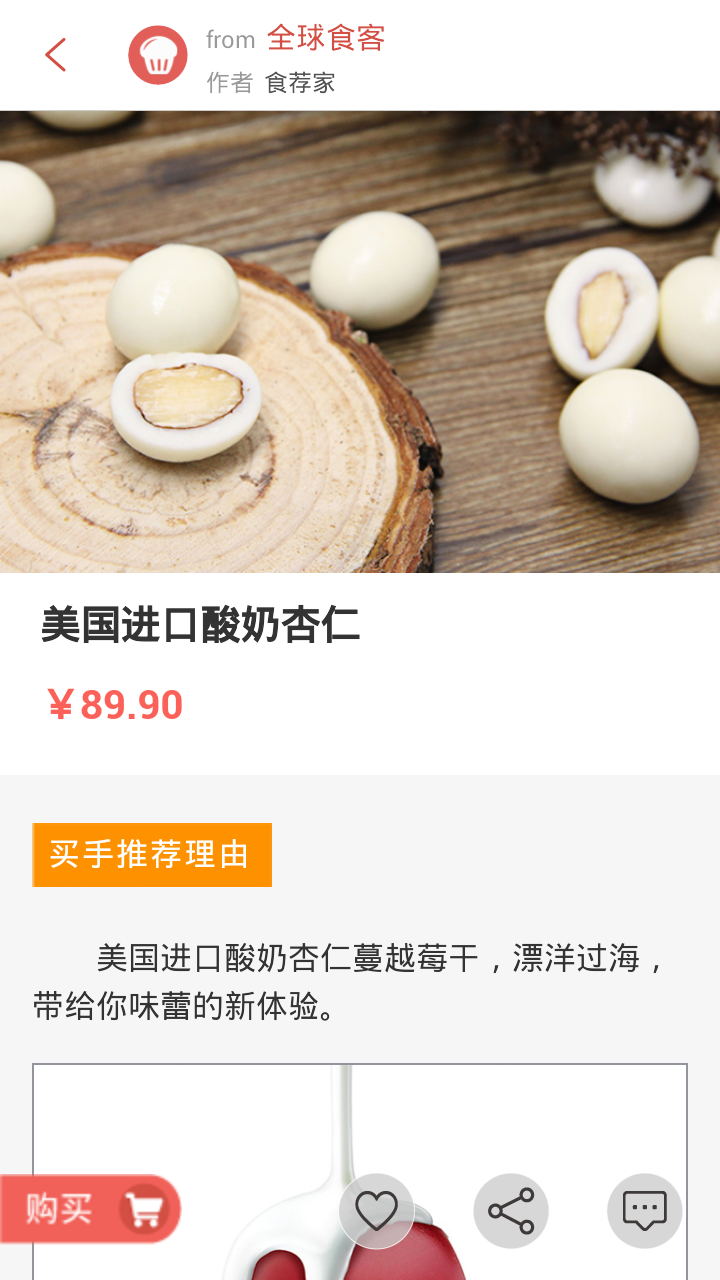 from 全球食客
作者 食荐家
美国进口酸奶杏仁
￥89.90
买手推荐理由
美国进口酸奶杏仁蔓越莓干，漂洋过海，
带给你味蕾的新体验。
购买